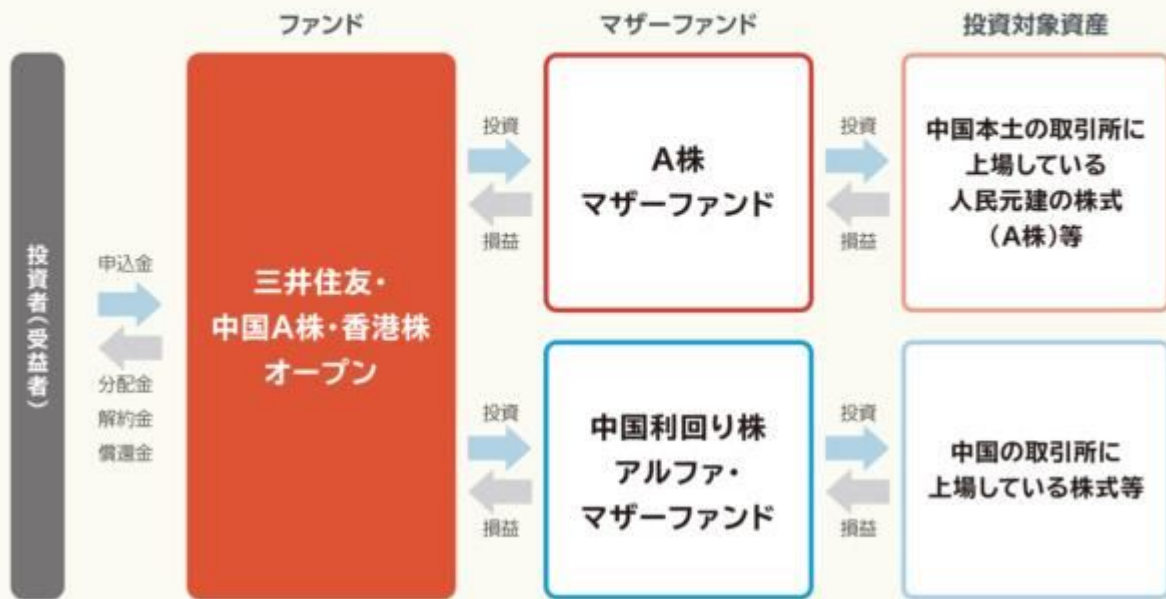 ファンド
マザーファンド
投資対象資産
投資者(受益者)
申込金
分配金
解約金
償還金
三井住友・
中国A株・香港株
オープン
投資
損益
A株
マザーファンド
投資
損益
中国本土の取引所に
上場している
人民元建の株式
(A株)等
投資
損益
中国利回り株
アルファ・
マザーファンド
投資
損益
中国の取引所に
上場している株式等